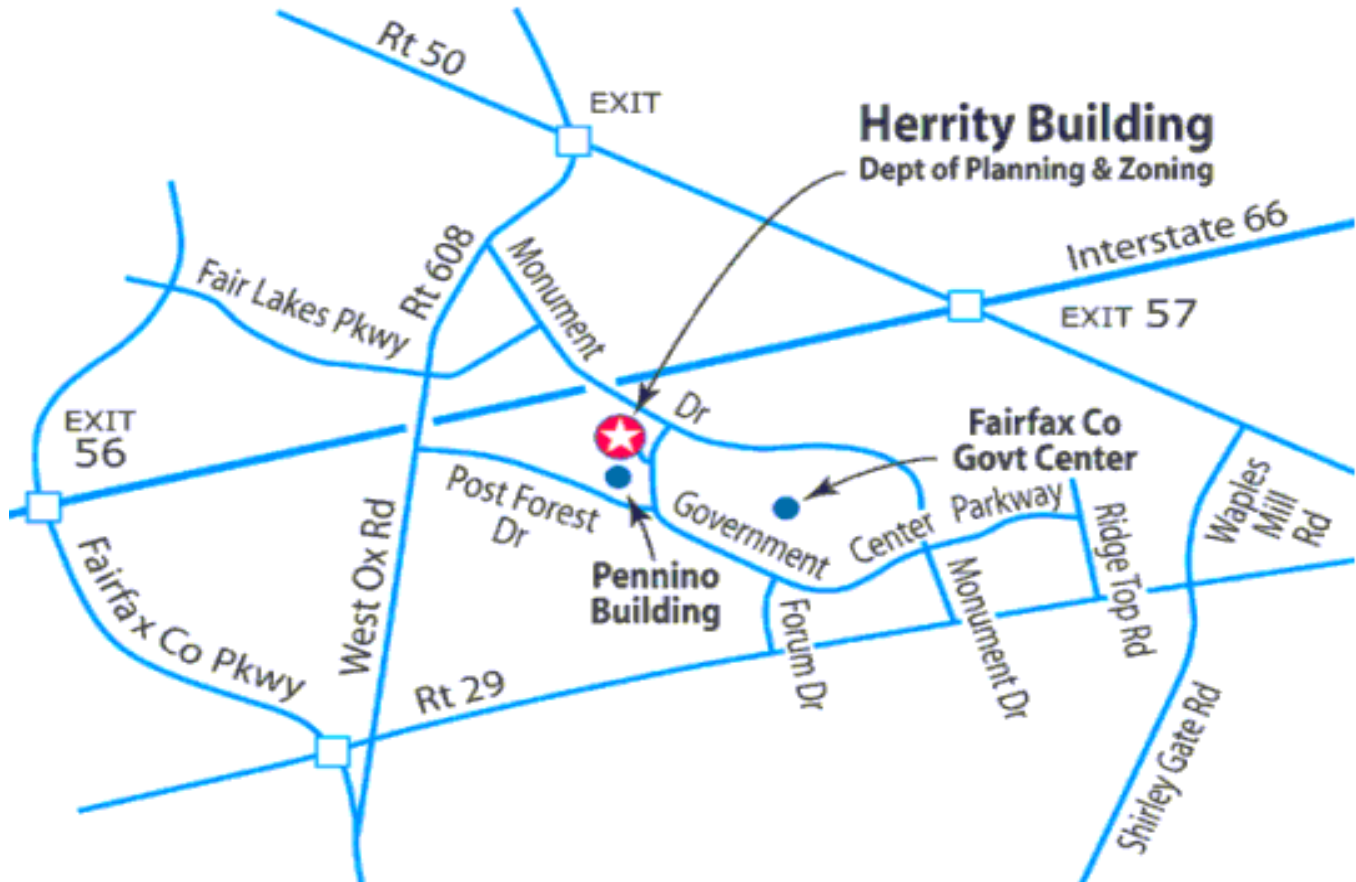 Rt 50
EXIT
Herrity Building
Dept of Planning & Zoning
Interstate 66
EXIT 57
Rt 608
Monument
Dr
Fair Lakes Pkwy
EXIT
56
Fairfax Co
Govt Center
Post Forest
Dr
Government
Center
Parkway
Waples
Mill
Rd
Ridge Top Rd
West Ox Rd
Pennino
Building
Fairfax Co Pkwy
Forum Dr
Monument Dr
Rt 29
Shirley Gate Rd